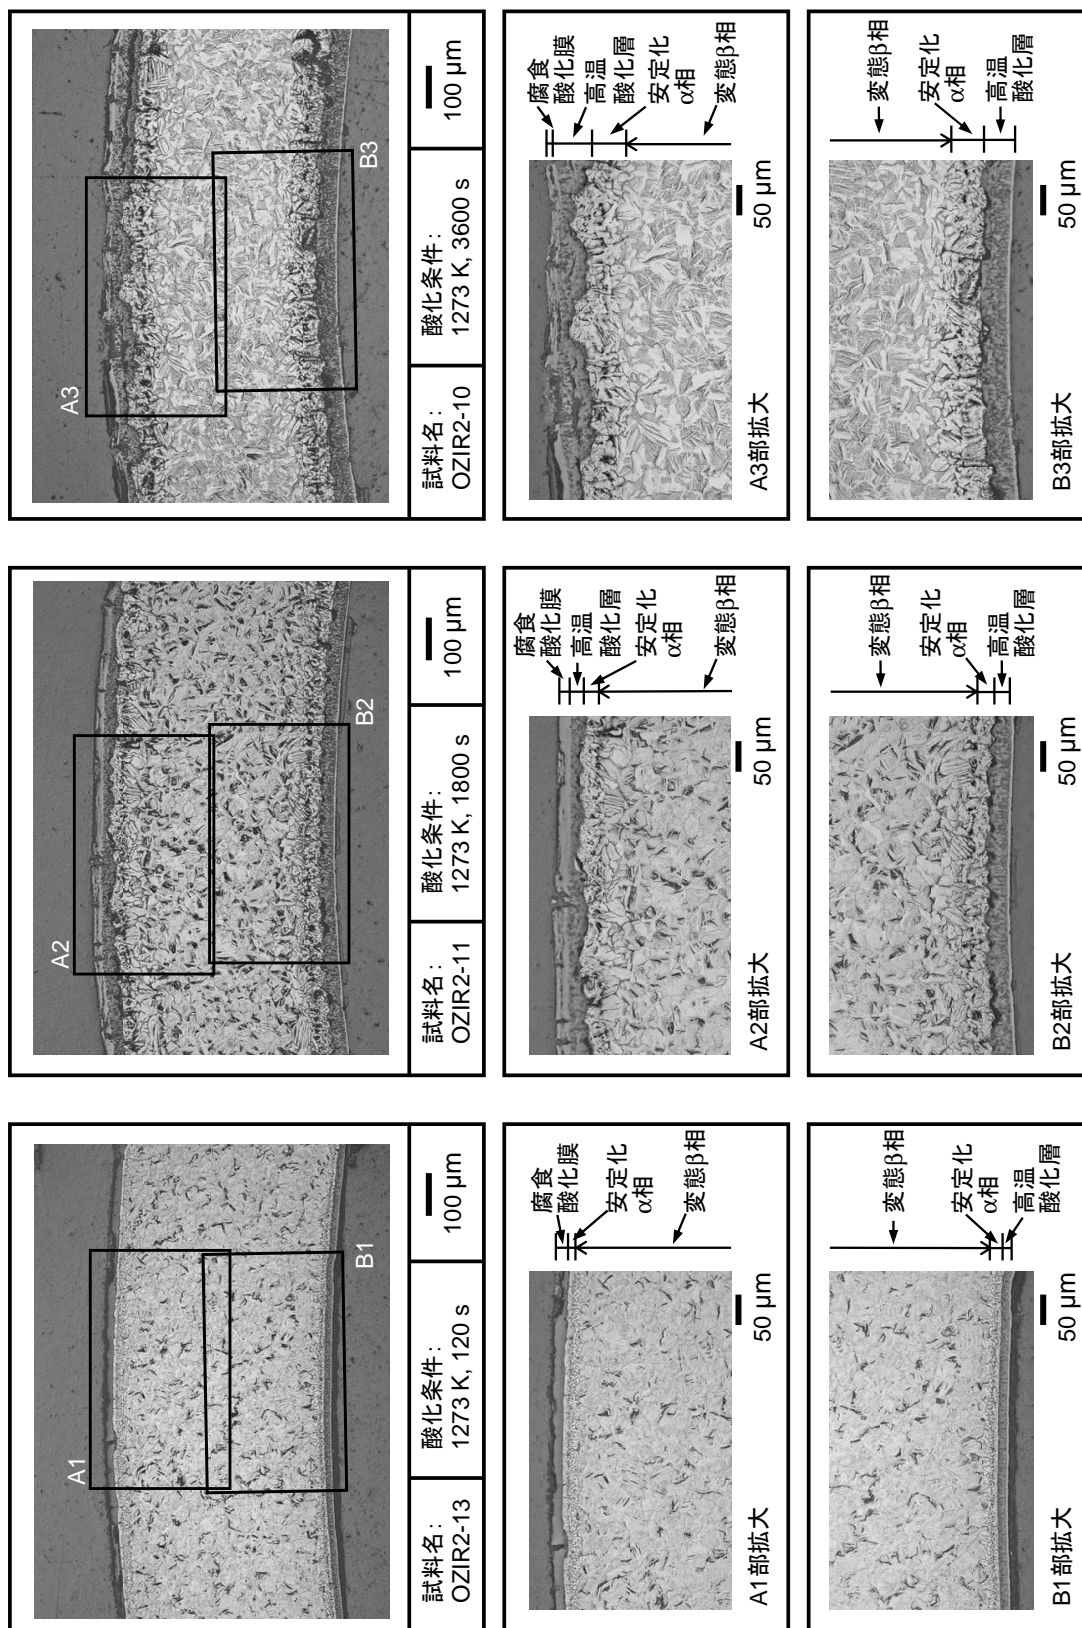 A1
B1
試料名:
OZIR2-13
酸化条件:
1273 K, 120 s
100 μm
腐食
酸化膜
安定化
α相
変態β相
A1部拡大
50 μm
変態β相
安定化
α相
高温
酸化層
B1部拡大
50 μm
A2
B2
試料名:
OZIR2-11
酸化条件:
1273 K, 1800 s
100 μm
腐食
酸化膜
高温
酸化層
安定化
α相
変態β相
A2部拡大
50 μm
変態β相
安定化
α相
高温
酸化層
B2部拡大
50 μm
A3
B3
試料名:
OZIR2-10
酸化条件:
1273 K, 3600 s
100 μm
腐食
酸化膜
高温
酸化層
安定化
α相
変態β相
A3部拡大
50 μm
変態β相
安定化
α相
高温
酸化層
B3部拡大
50 μm